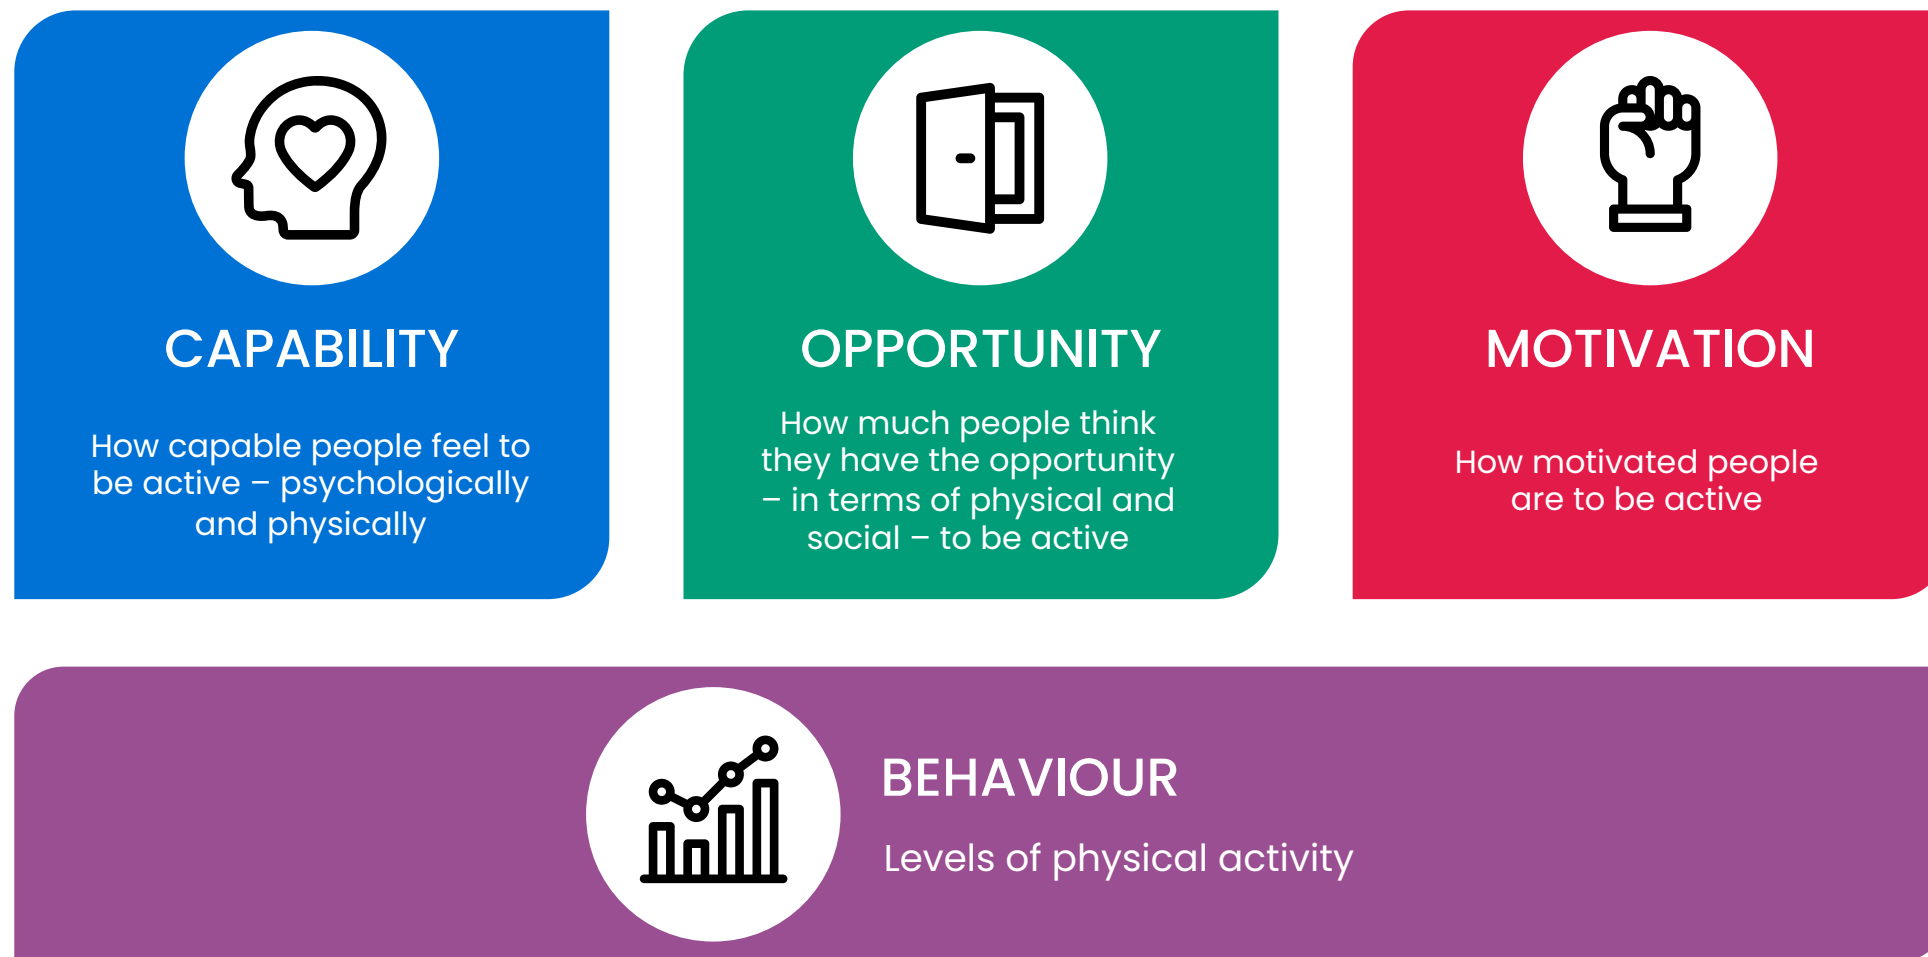 CAPABILITY
How capable people feel to
be active – psychologically
and physically
OPPORTUNITY
How much people think
they have the opportunity
– in terms of physical and
social – to be active
MOTIVATION
How motivated people
are to be active
BEHAVIOUR
Levels of physical activity